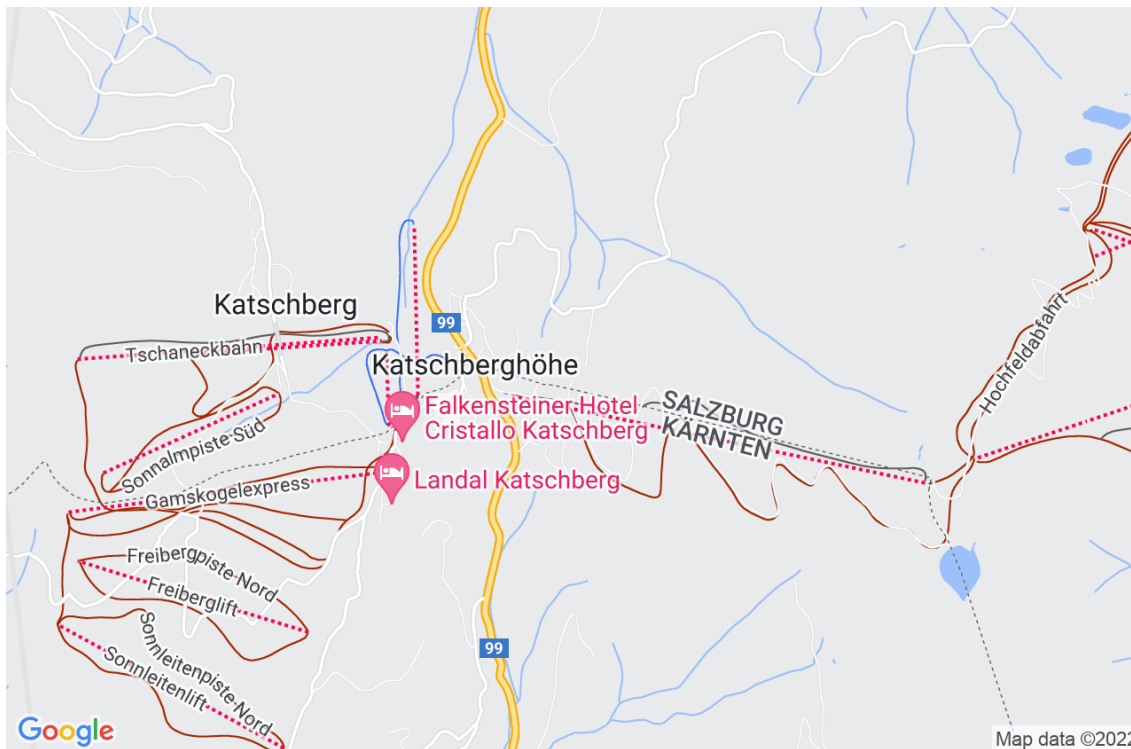 Katschberg
99
Tschaneckbahn
Katschberghöhe
Hochfeldabfahrt
Falkensteiner Hotel
Cristallo Katschberg
SALZBURG
KÄRNTEN
Sonnalmpiste Süd
Gamskogelexpress
Landal Katschberg
Freibergpiste Nord
Freiberglift
Sonnleitenpiste Nord
Sonnleitenlift
99
Google
Map data ©2022